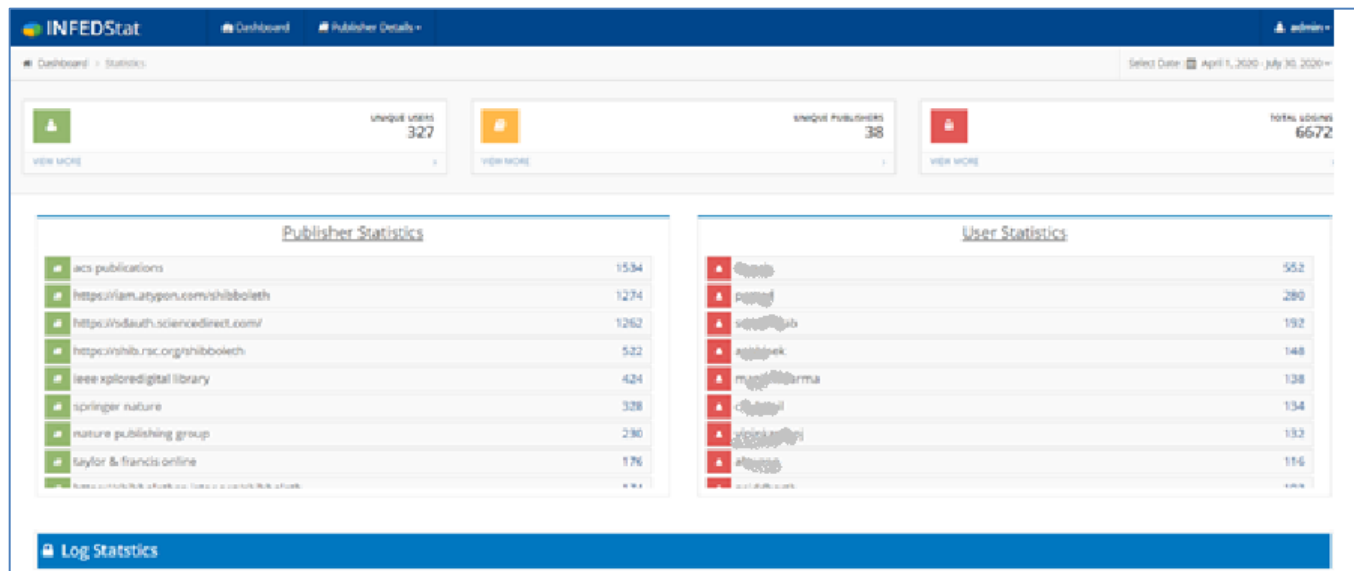 INFEDStat Dashboard Publisher Details admin
Dashboard > Statistics Select Date : April 1, 2020 - July 30, 2020
UNIQUE USERS
327
VIEW MORE
UNIQUE PUBLISHERS
38
VIEW MORE
TOTAL LOGINS
6672
VIEW MORE
Publisher Statistics
acs publications 1534
https://iam.atypon.com/shibboleth 1274
https://sdauth.sciencedirect.com/ 1262
https://shib.rsc.org/shibboleth 522
ieee xploredigital library 424
springer nature 328
nature publishing group 230
taylor & francis online 176
User Statistics
552
280
192
148
138
134
132
116
Log Statstics